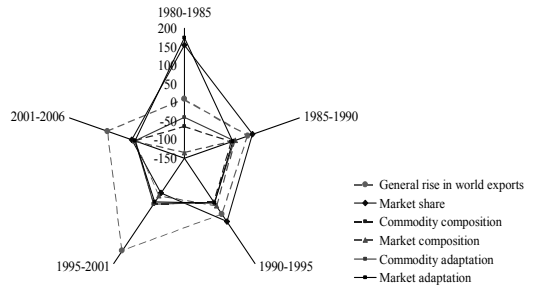 1980-1985
200
150
100
50
0
-50
-100
-150
2001-2006
1985-1990
1995-2001
1990-1995
General rise in world exports
Market share
Commodity composition
Market composition
Commodity adaptation
Market adaptation